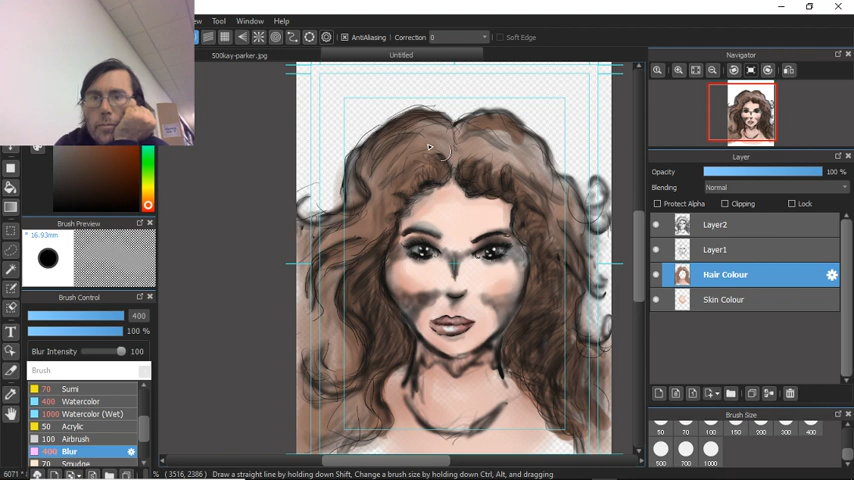 Tool Window Help
AntiAliasing Correction 0 Soft Edge
500kay-parker.jpg Untitled
Navigator
Layer
Opacity 100 %
Blending Normal
Protect Alpha Clipping Lock
Layer2
Layer1
Hair Colour
Skin Colour
Brush Preview
16.93mm
Brush Control
400
100 %
Blur Intensity 100
Brush
70 Sumi
400 Watercolor
1000 Watercolor (Wet)
50 Acrylic
100 Airbrush
400 Blur
70 Smudge
Brush Size
50 70 100 150 200 300 400
500 700 1000
% (3516, 2386) Draw a straight line by holding down Shift, Change a brush size by holding down Ctrl, Alt, and dragging